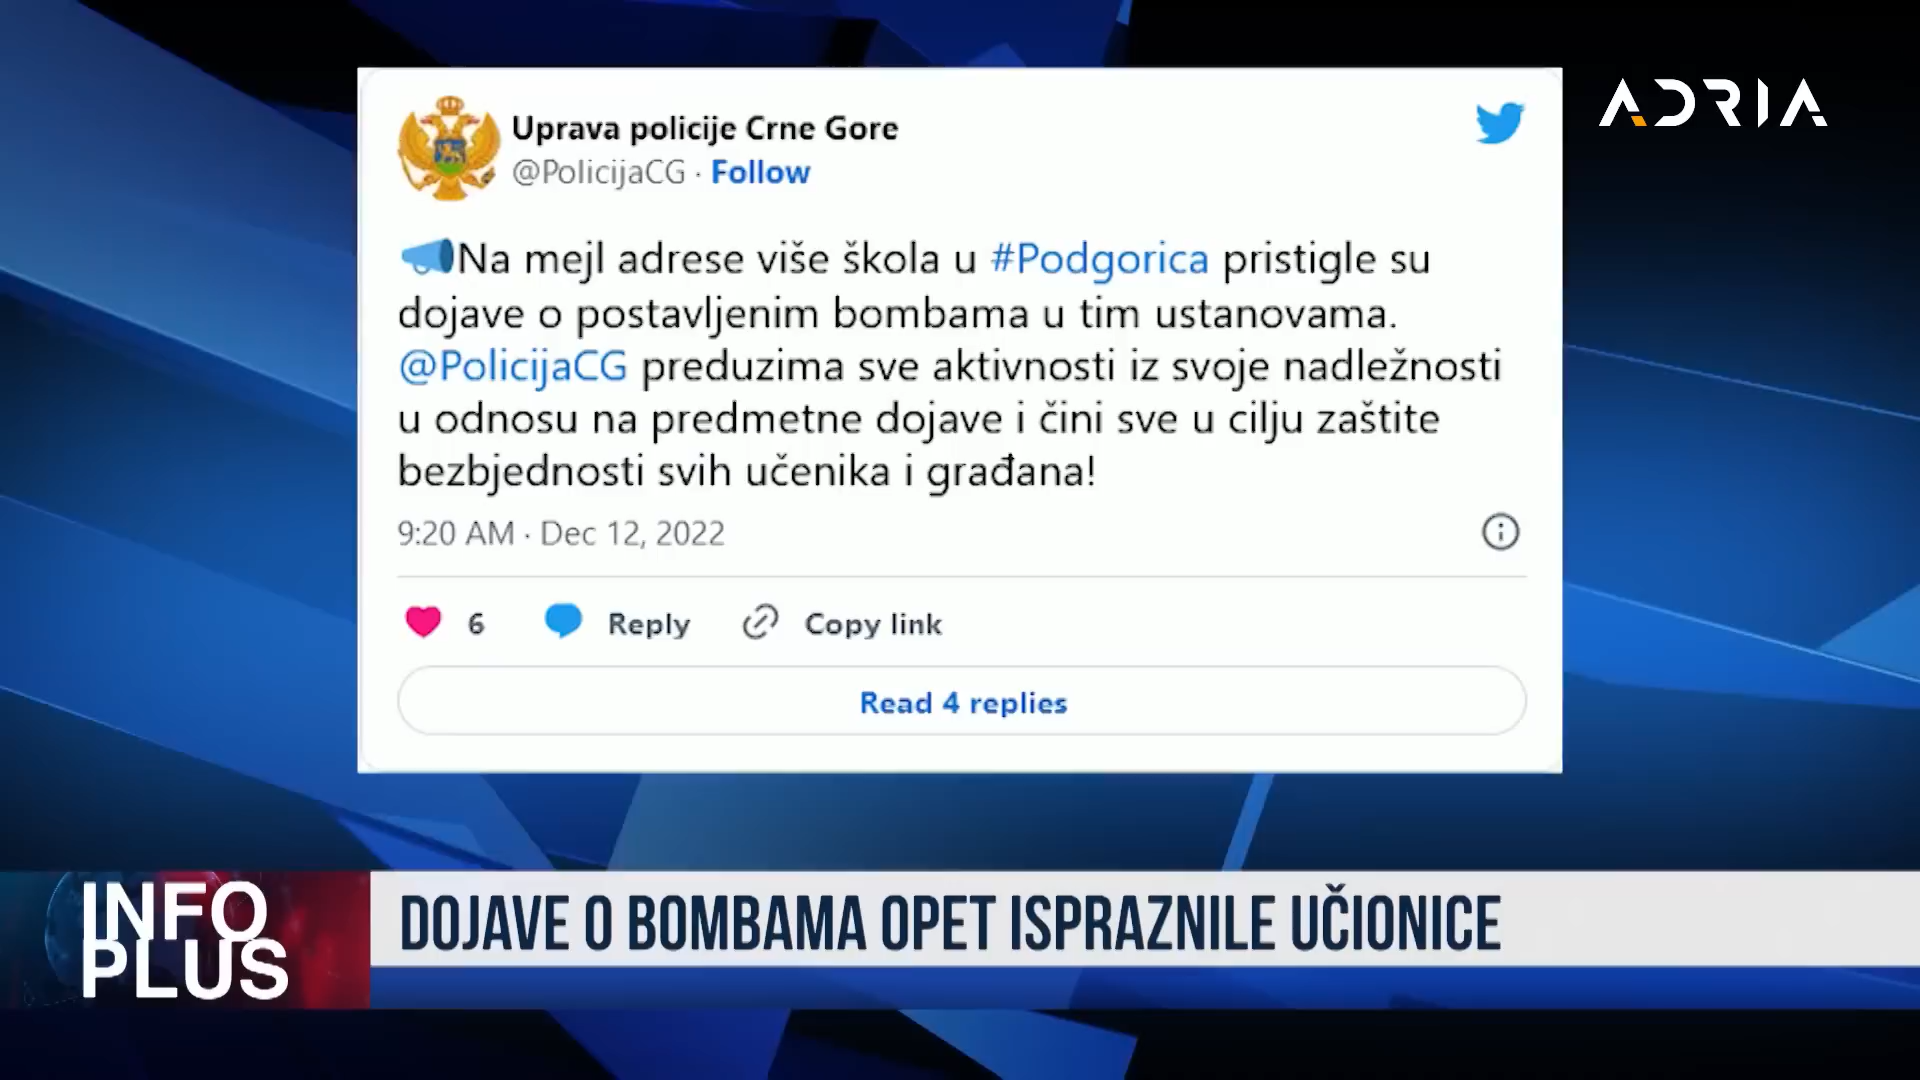 ADRIA
Uprava policije Crne Gore
@PolicijaCG · Follow
Na mejl adrese više škola u #Podgorica pristigle su
dojave o postavljenim bombama u tim ustanovama.
@PolicijaCG preduzima sve aktivnosti iz svoje nadležnosti
u odnosu na predmetne dojave i čini sve u cilju zaštite
bezbjednosti svih učenika i građana!
9:20 AM · Dec 12, 2022
6 Reply Copy link
Read 4 replies
INFO
PLUS
DOJAVE O BOMBAMA OPET ISPRAZNILE UČIONICE